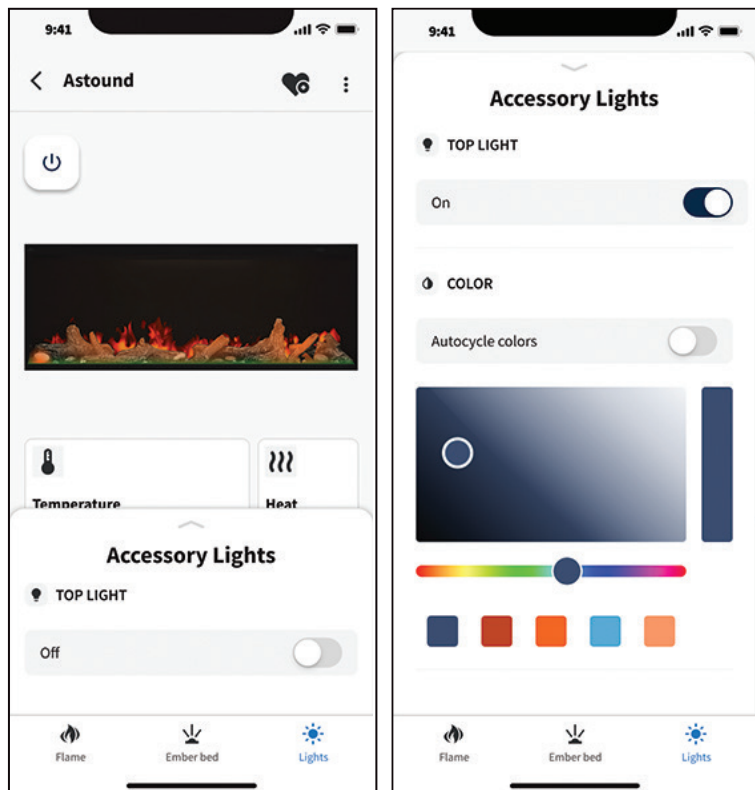 9:41
Astound
Temperature
Heat
Accessory Lights
TOP LIGHT
Off
Flame
Ember bed
Lights
9:41
Accessory Lights
TOP LIGHT
On
COLOR
Autocycle colors
Flame
Ember bed
Lights